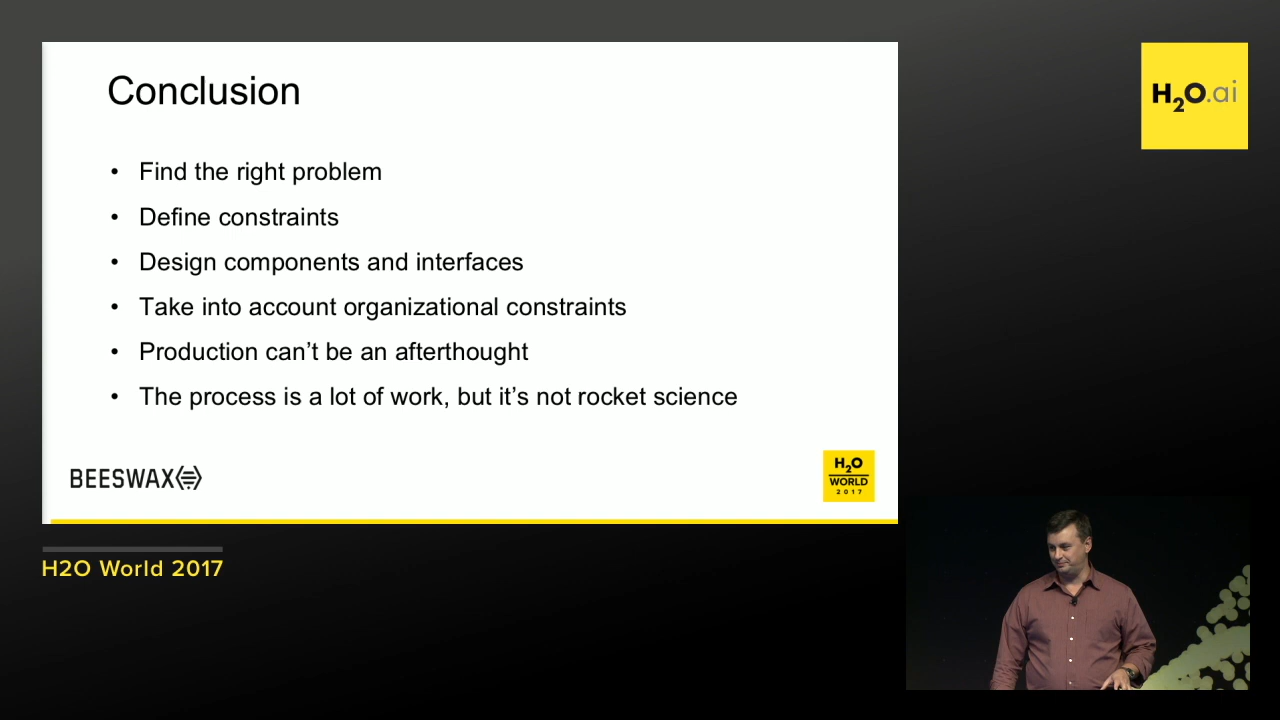 Conclusion
• Find the right problem
• Define constraints
• Design components and interfaces
• Take into account organizational constraints
• Production can’t be an afterthought
• The process is a lot of work, but it’s not rocket science
BEESWAX
H2O
WORLD
2017
H2O.ai
H2O World 2017